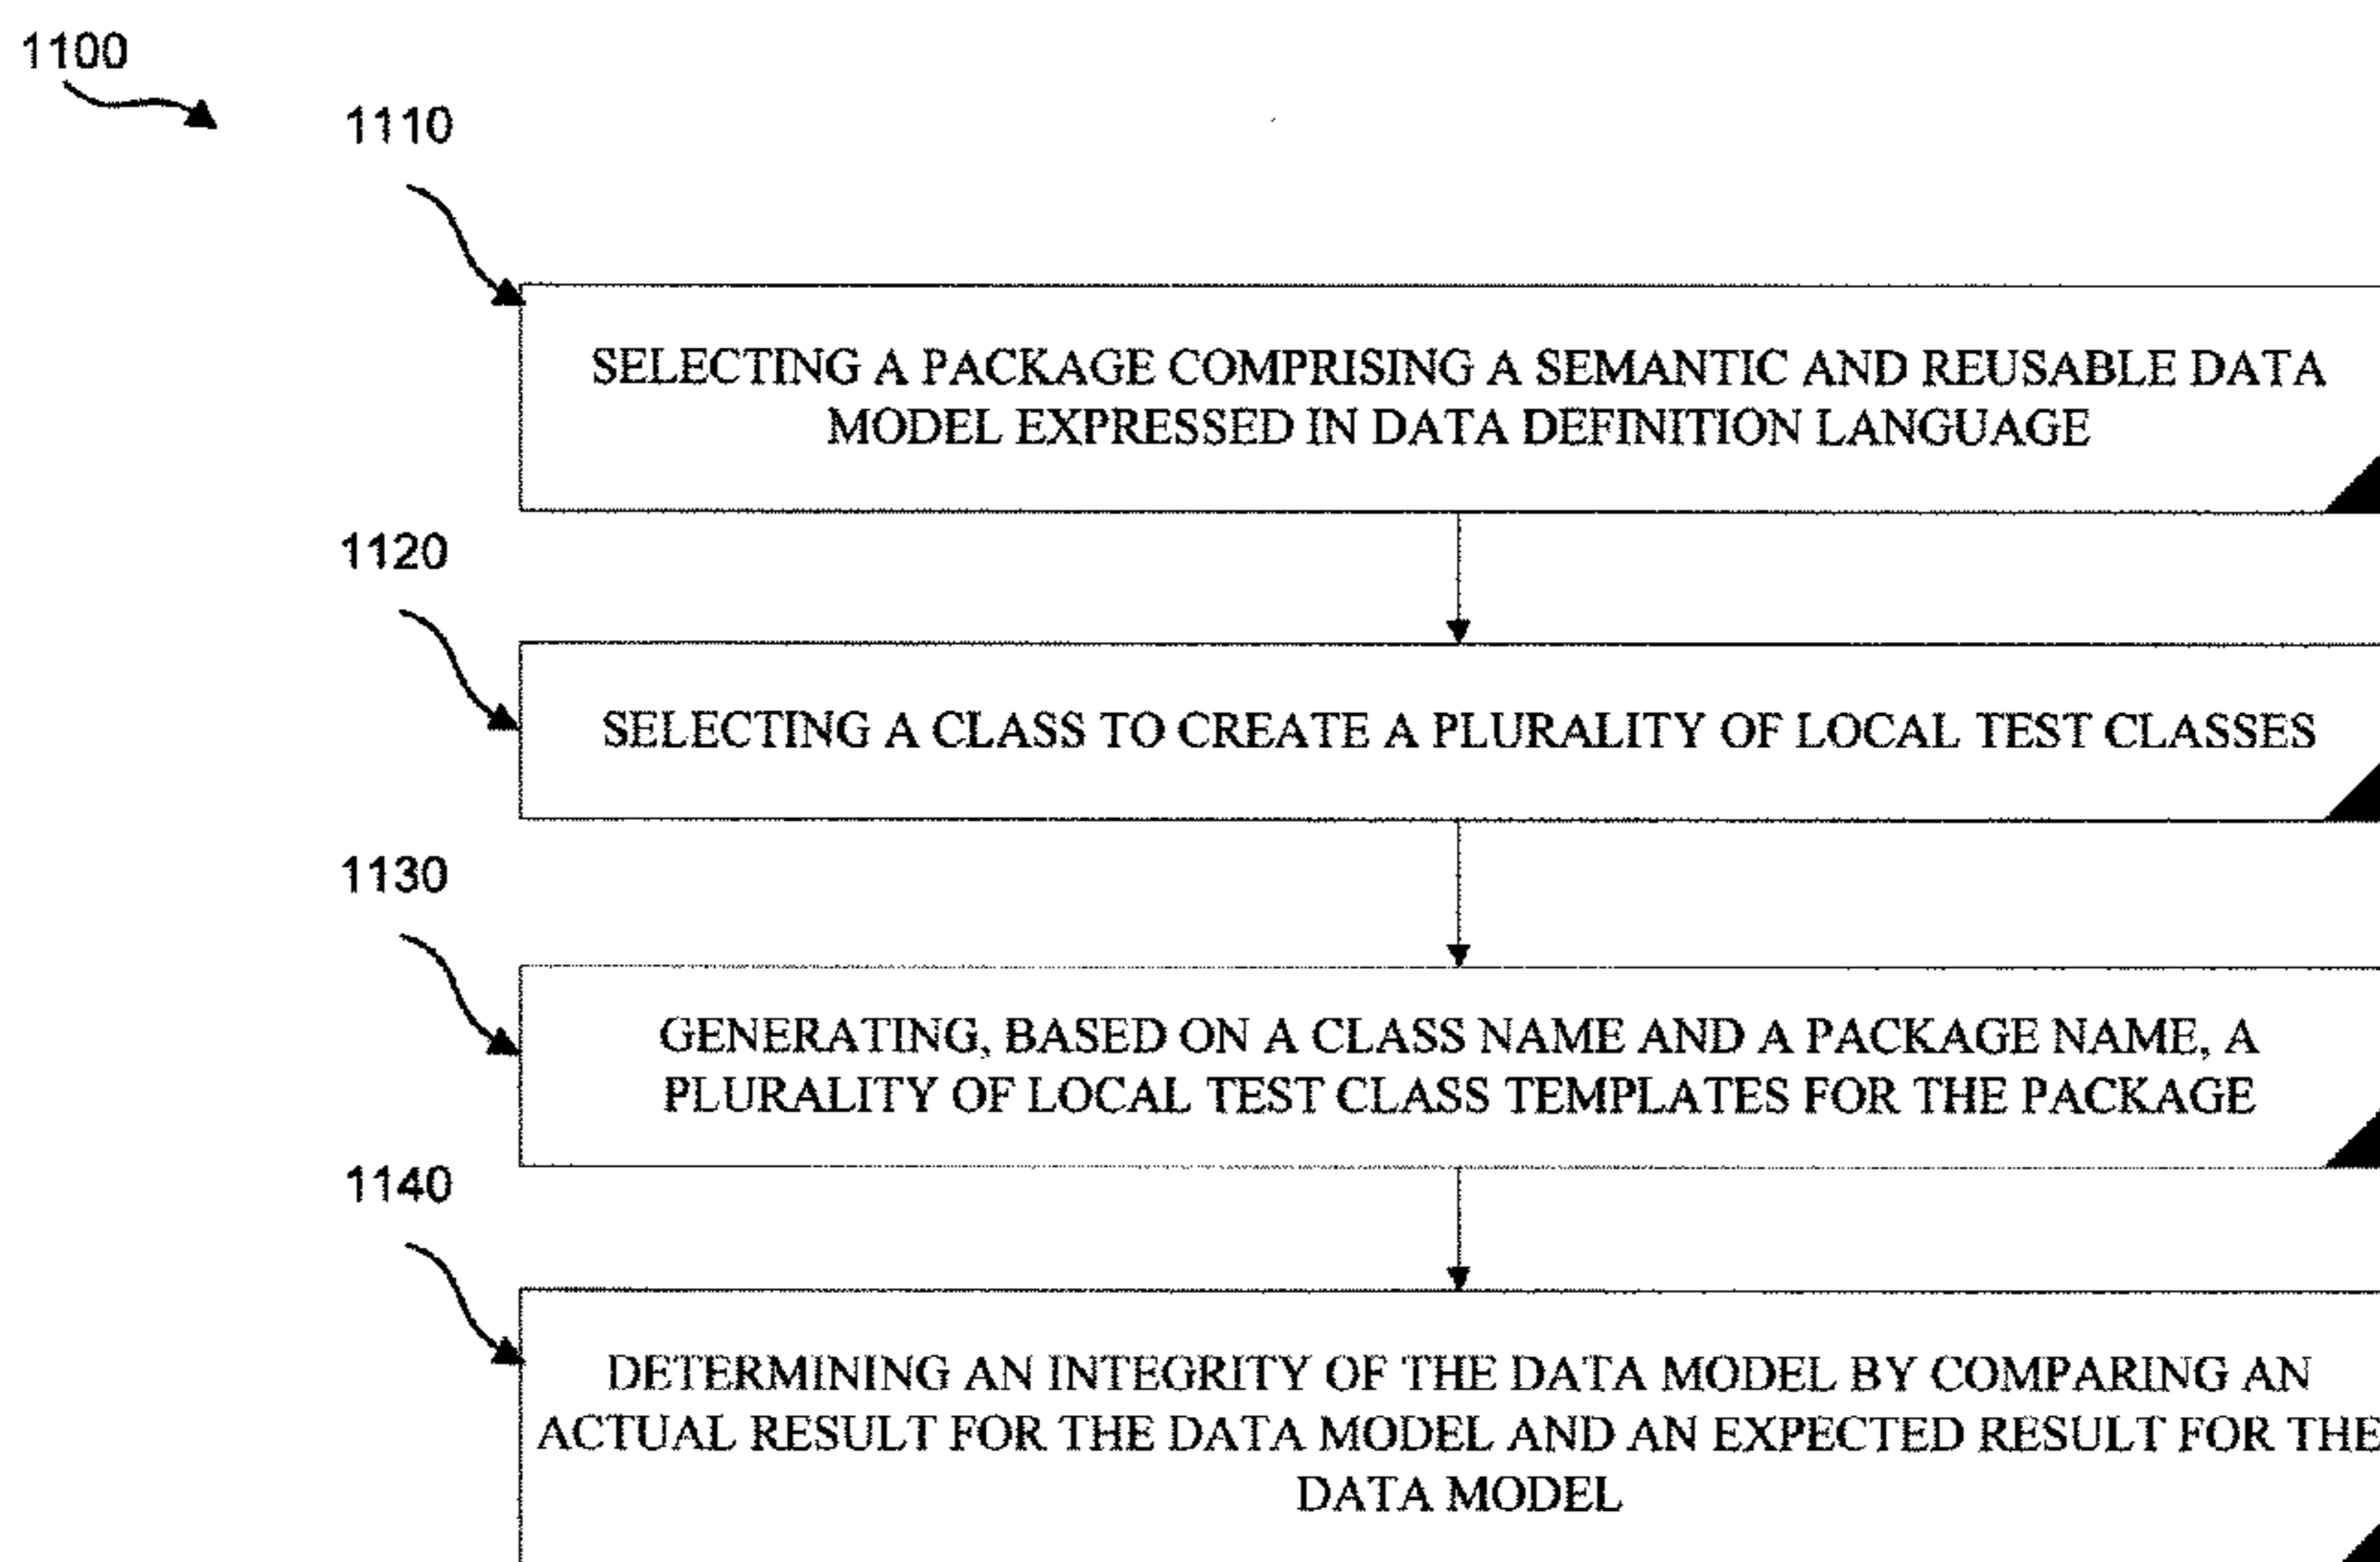 1100
1110
SELECTING A PACKAGE COMPRISING A SEMANTIC AND REUSABLE DATA
MODEL EXPRESSED IN DATA DEFINITION LANGUAGE
1120
SELECTING A CLASS TO CREATE A PLURALITY OF LOCAL TEST CLASSES
1130
GENERATING, BASED ON A CLASS NAME AND A PACKAGE NAME, A
PLURALITY OF LOCAL TEST CLASS TEMPLATES FOR THE PACKAGE
1140
DETERMINING AN INTEGRITY OF THE DATA MODEL BY COMPARING AN
ACTUAL RESULT FOR THE DATA MODEL AND AN EXPECTED RESULT FOR THE
DATA MODEL